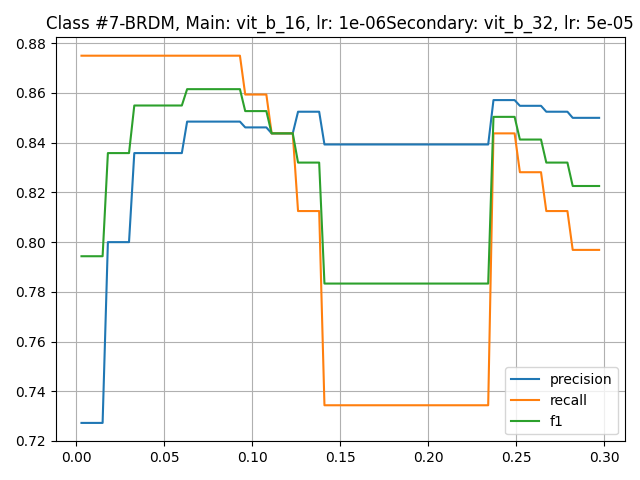 Class #7-BRDM, Main: vit_b_16, lr: 1e-06Secondary: vit_b_32, lr: 5e-05
0.88
0.86
0.84
0.82
0.80
0.78
0.76
0.74
0.72
precision
recall
f1
0.00 0.05 0.10 0.15 0.20 0.25 0.30